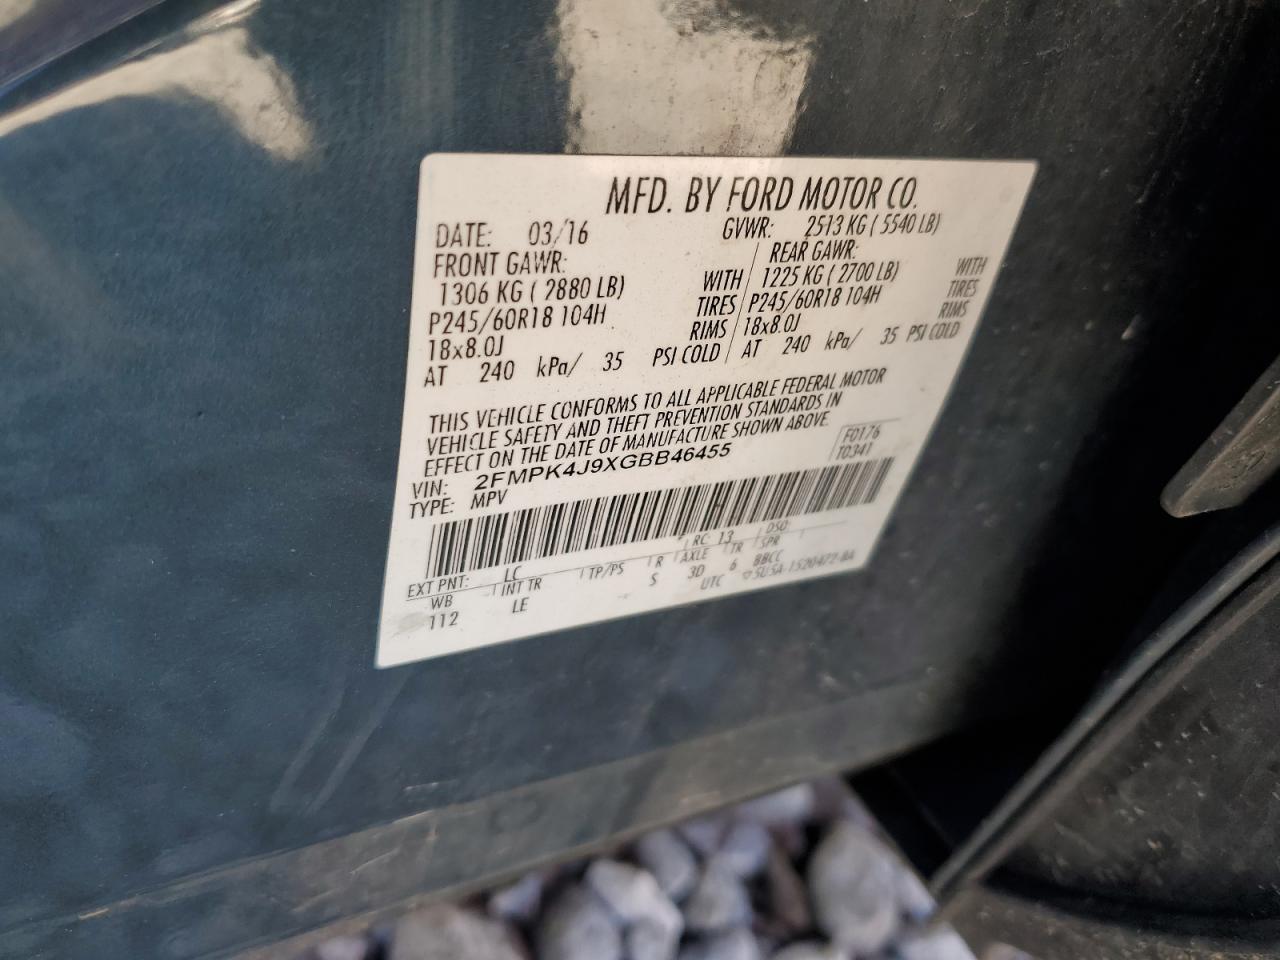 MFD. BY FORD MOTOR CO.
DATE: 03/16 GVWR: 2513 KG ( 5540 LB)
FRONT GAWR: REAR GAWR:
1306 KG ( 2880 LB) WITH 1225 KG ( 2700 LB) WITH
P245/60R18 104H TIRES P245/60R18 104H TIRES
18x8.0J RIMS 18x8.0J RIMS
AT 240 kPa/ 35 PSI COLD AT 240 kPa/ 35 PSI COLD
THIS VEHICLE CONFORMS TO ALL APPLICABLE FEDERAL MOTOR
VEHICLE SAFETY AND THEFT PREVENTION STANDARDS IN
EFFECT ON THE DATE OF MANUFACTURE SHOWN ABOVE.
VIN: 2FMPK4J9XGBB46455 F0176
TYPE: MPV T0341
EXT PNT: LC RC: 13 DSO:
WB INT TR TP/PS R AXLE TR SPR
112 LE S 3D 6 BBCC
UTC ▽5U5A-1520472-BA